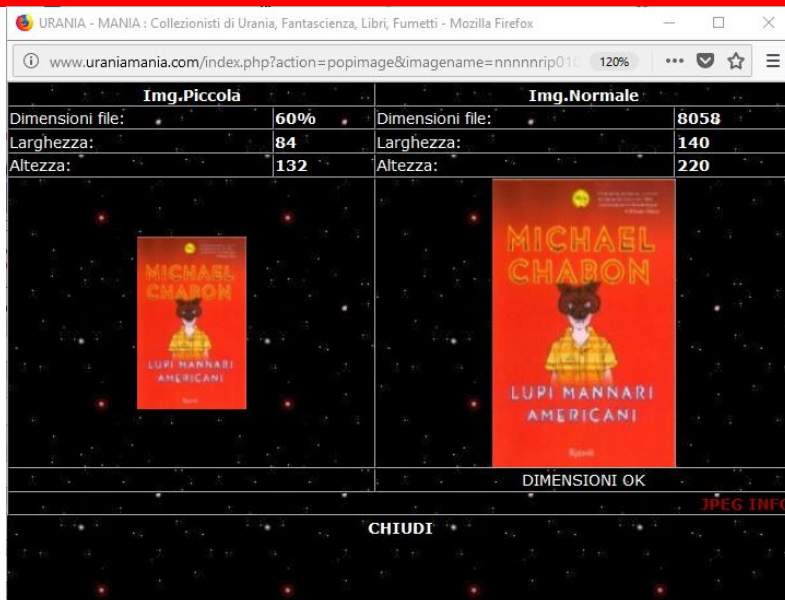 URANIA - MANIA : Collezionisti di Urania, Fantascienza, Libri, Fumetti - Mozilla Firefox
www.uraniamania.com/index.php?action=popimage&imagename=nnnnnrip010 120%
Img.Piccola Img.Normale
Dimensioni file: 60% Dimensioni file: 8058
Larghezza: 84 Larghezza: 140
Altezza: 132 Altezza: 220
MICHAEL
CHABON
LUPI MANNARI
AMERICANI
Rizzoli
MICHAEL
CHABON
LUPI MANNARI
AMERICANI
Rizzoli
DIMENSIONI OK
JPEG INFO
CHIUDI